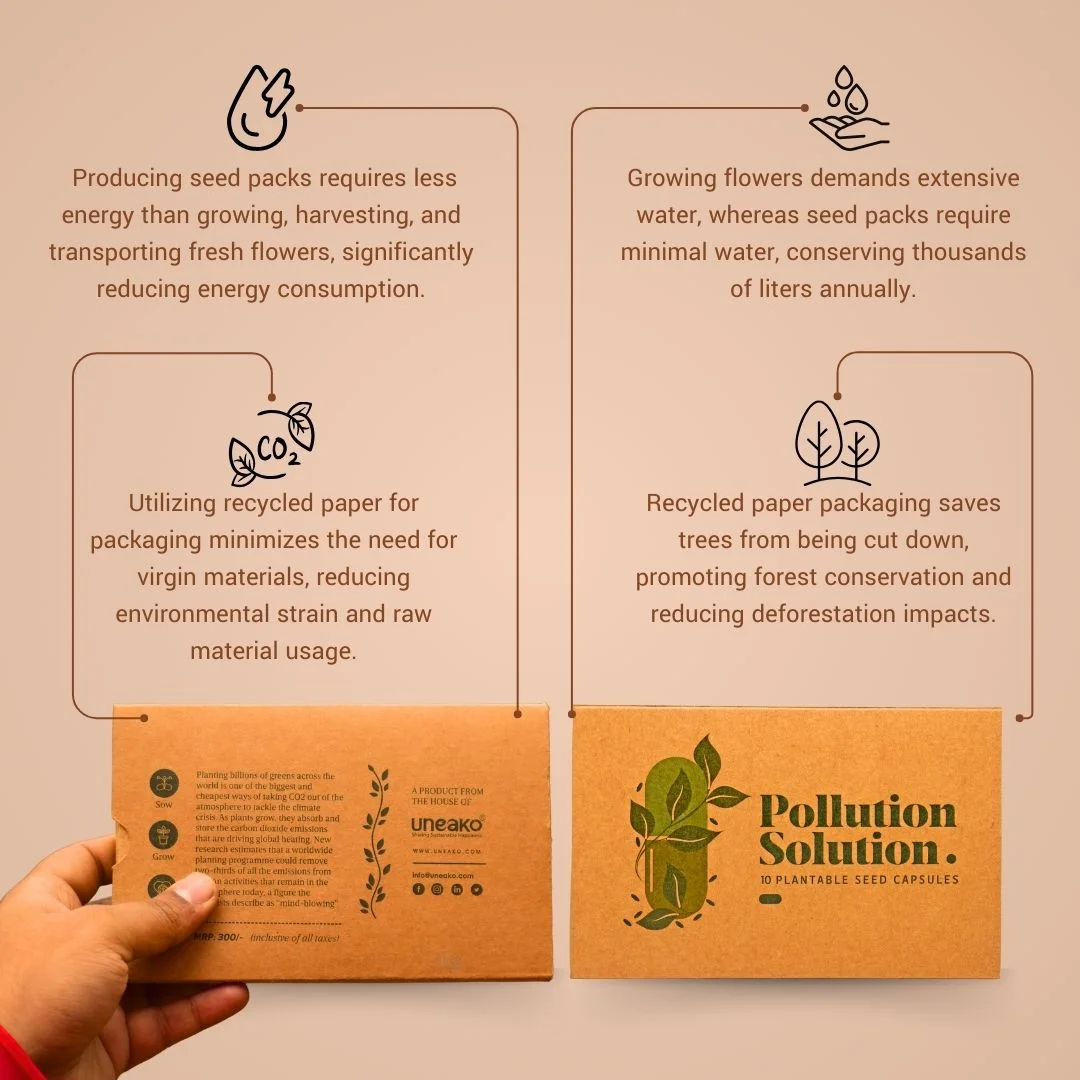 Producing seed packs requires less
energy than growing, harvesting, and
transporting fresh flowers, significantly
reducing energy consumption.
Growing flowers demands extensive
water, whereas seed packs require
minimal water, conserving thousands
of liters annually.
CO2
Utilizing recycled paper for
packaging minimizes the need for
virgin materials, reducing
environmental strain and raw
material usage.
Recycled paper packaging saves
trees from being cut down,
promoting forest conservation and
reducing deforestation impacts.
Sow
Grow
Planting billions of greens across the
world is one of the biggest and
cheapest ways of taking CO2 out of the
atmosphere to tackle the climate
crisis. As plants grow, they absorb and
store the carbon dioxide emissions
that are driving global hearing. New
research estimates that a worldwide
planting programme could remove
two-thirds of all the emissions from
activities that remain in the
today, a figure the
describe as "mind-blowing"
MRP: 300/- (inclusive of all taxes)
A PRODUCT FROM
THE HOUSE OF
uneako
Sharing Sustainable Happiness
WWW.UNEAKO.COM
info@uneako.com
Pollution
Solution.
10 PLANTABLE SEED CAPSULES